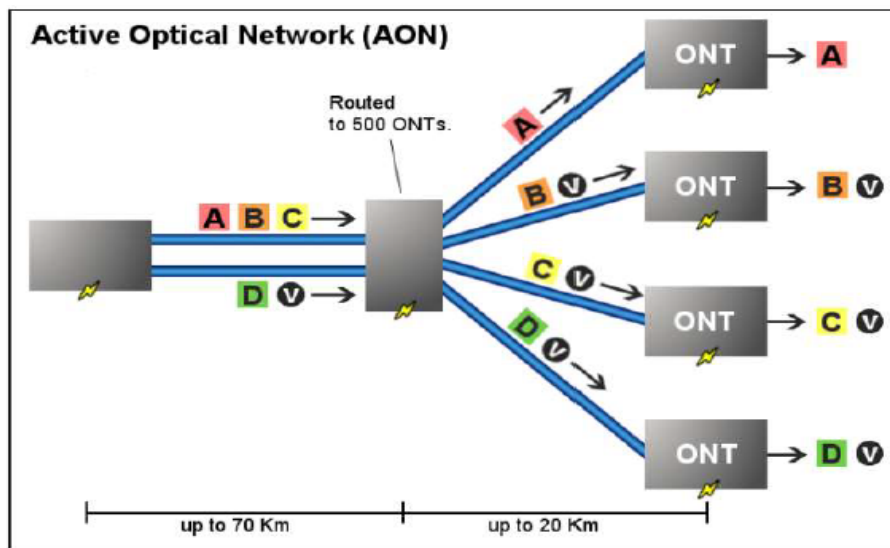 Active Optical Network (AON)
Routed
to 500 ONTs.
A B C
D V
A
B V
C V
D V
ONT
A
ONT
B V
ONT
C V
ONT
D V
up to 70 Km
up to 20 Km